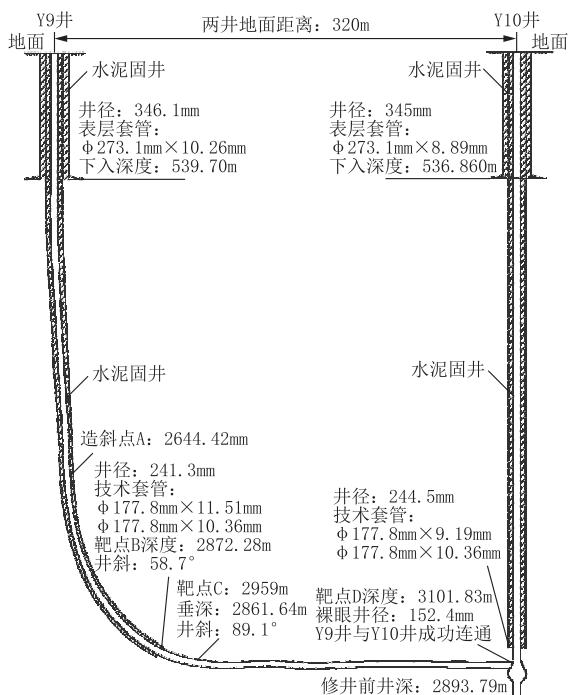 Y9井
Y10井
地面
两井地面距离：320m
地面
水泥固井
水泥固井
井径：346.1mm
表层套管：
φ273.1mm×10.26mm
下入深度：539.70m
井径：345mm
表层套管：
φ273.1mm×8.89mm
下入深度：536.860m
水泥固井
水泥固井
造斜点A：2644.42mm
井径：241.3mm
技术套管：
φ177.8mm×11.51mm
φ177.8mm×10.36mm
靶点B深度：2872.28m
井斜：58.7°
井径：244.5mm
技术套管：
φ177.8mm×9.19mm
φ177.8mm×10.36mm
靶点C：2959m
垂深：2861.64m
井斜：89.1°
靶点D深度：3101.83m
裸眼井径：152.4mm
Y9井与Y10井成功连通
修井前井深：2893.79m